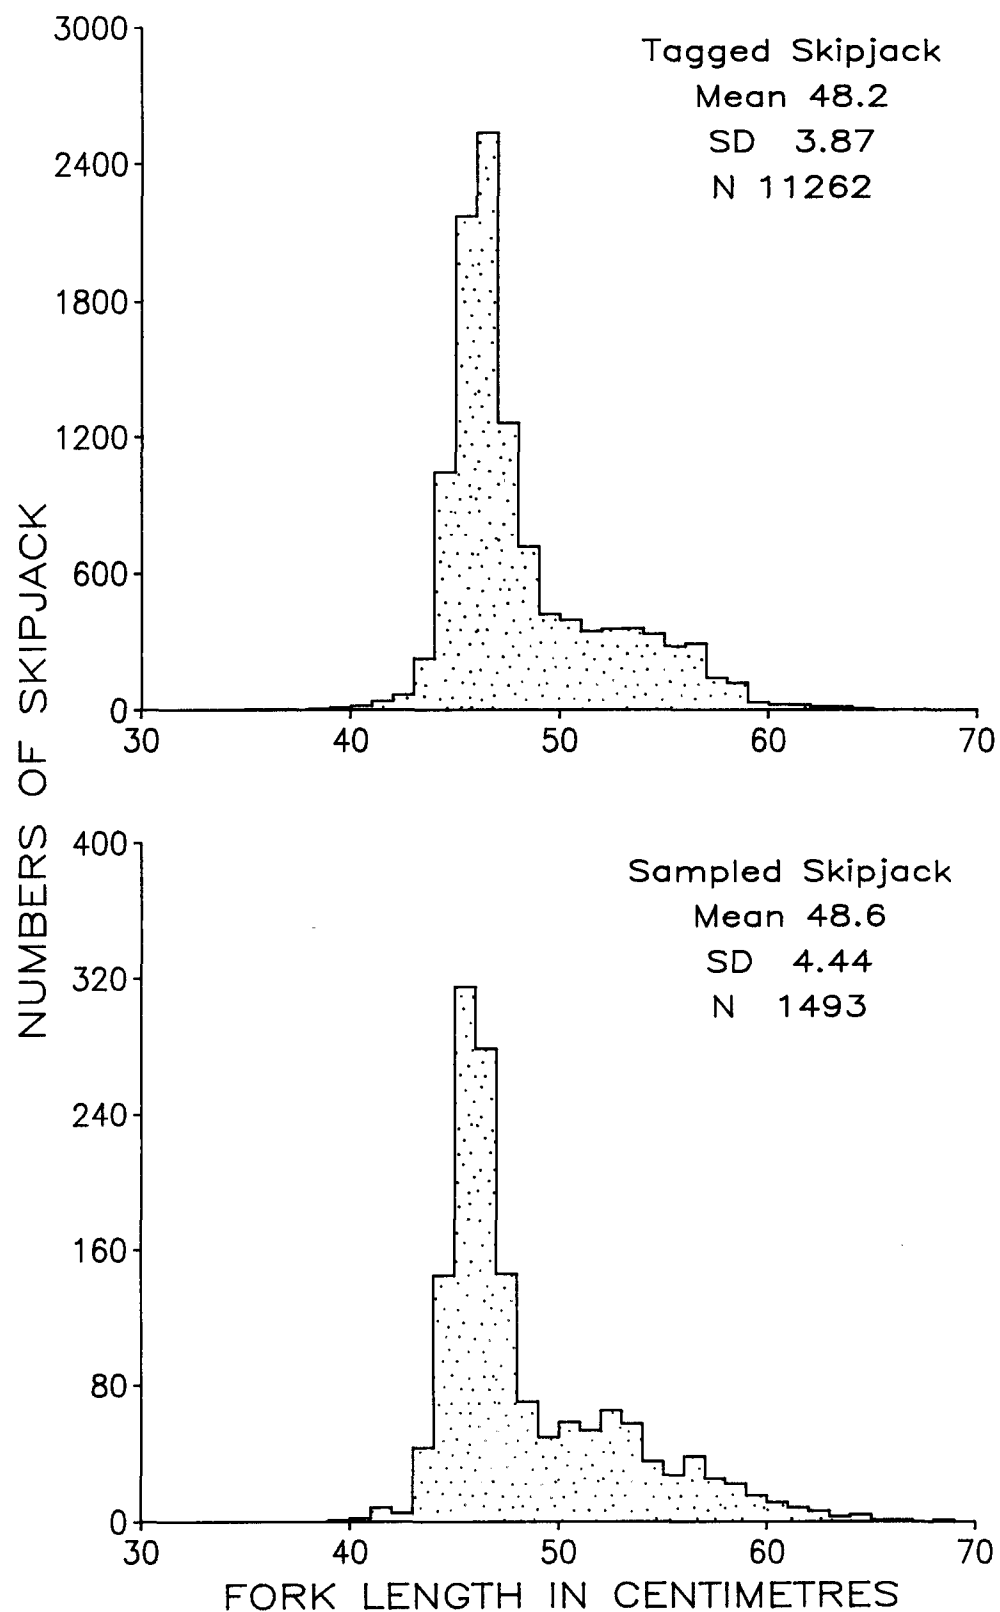 NUMBERS OF SKIPJACK
3000
2400
1800
1200
600
0
Tagged Skipjack
Mean 48.2
SD 3.87
N 11262
30 40 50 60 70
400
320
240
160
80
0
Sampled Skipjack
Mean 48.6
SD 4.44
N 1493
30 40 50 60 70
FORK LENGTH IN CENTIMETRES